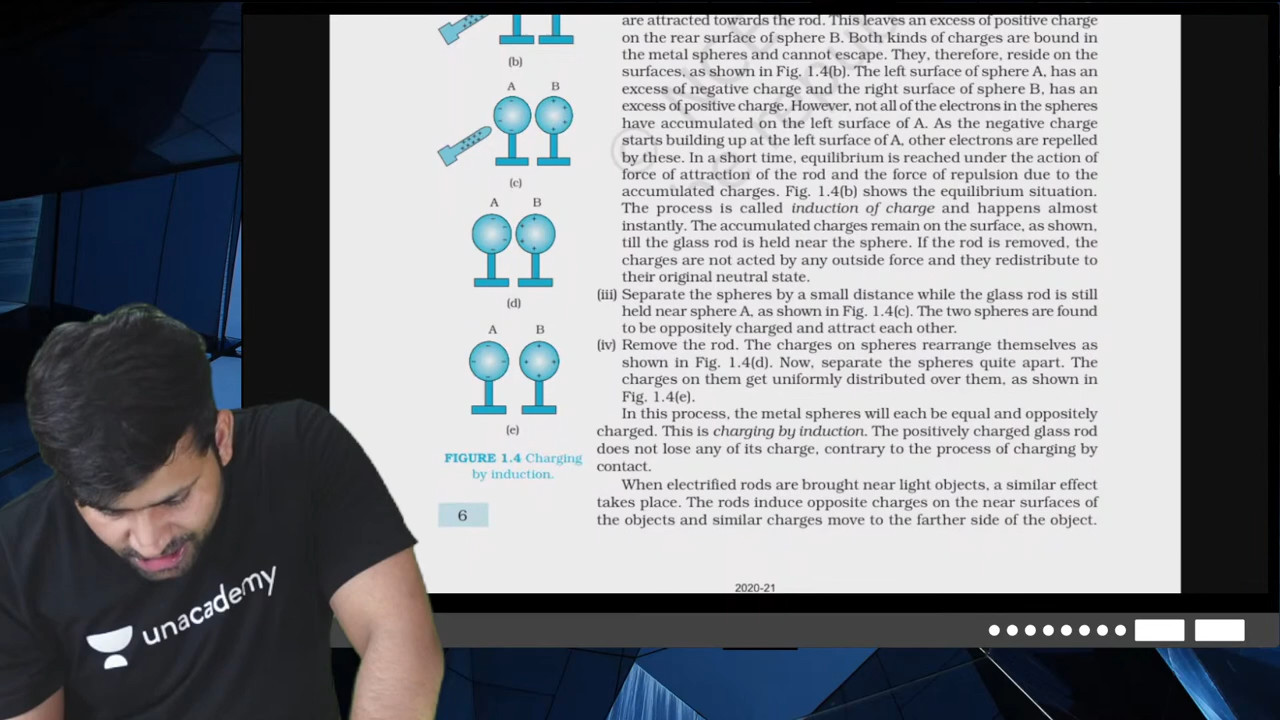 are attracted towards the rod. This leaves an excess of positive charge
on the rear surface of sphere B. Both kinds of charges are bound in
the metal spheres and cannot escape. They, therefore, reside on the
surfaces, as shown in Fig. 1.4(b). The left surface of sphere A, has an
excess of negative charge and the right surface of sphere B, has an
excess of positive charge. However, not all of the electrons in the spheres
have accumulated on the left surface of A. As the negative charge
starts building up at the left surface of A, other electrons are repelled
by these. In a short time, equilibrium is reached under the action of
force of attraction of the rod and the force of repulsion due to the
accumulated charges. Fig. 1.4(b) shows the equilibrium situation.
The process is called induction of charge and happens almost
instantly. The accumulated charges remain on the surface, as shown,
till the glass rod is held near the sphere. If the rod is removed, the
charges are not acted by any outside force and they redistribute to
their original neutral state.
(iii) Separate the spheres by a small distance while the glass rod is still
held near sphere A, as shown in Fig. 1.4(c). The two spheres are found
to be oppositely charged and attract each other.
(iv) Remove the rod. The charges on spheres rearrange themselves as
shown in Fig. 1.4(d). Now, separate the spheres quite apart. The
charges on them get uniformly distributed over them, as shown in
Fig. 1.4(e).
In this process, the metal spheres will each be equal and oppositely
charged. This is charging by induction. The positively charged glass rod
does not lose any of its charge, contrary to the process of charging by
contact.
When electrified rods are brought near light objects, a similar effect
takes place. The rods induce opposite charges on the near surfaces of
the objects and similar charges move to the farther side of the object.
(b)
A B
(c)
A B
(d)
A B
(e)
FIGURE 1.4 Charging
by induction.
6
2020-21
unacademy